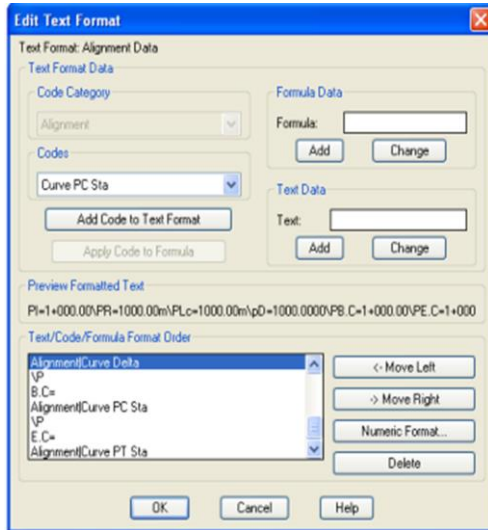 Edit Text Format
Text Format: Alignment Data
Text Format Data
Code Category
Alignment
Codes
Curve PC Sta
Add Code to Text Format
Apply Code to Formula
Formula Data
Formula:
Add
Change
Text Data
Text:
Add
Change
Preview Formatted Text
PI=1+000.00\PR=1000.00m\PLc=1000.00m\pD=1000.0000\PB.C=1+000.00\PE.C=1+000
Text/Code/Formula Format Order
Alignment|Curve Delta
\P
B.C=
Alignment|Curve PC Sta
\P
E.C=
Alignment|Curve PT Sta
<- Move Left
-> Move Right
Numeric Format...
Delete
OK
Cancel
Help